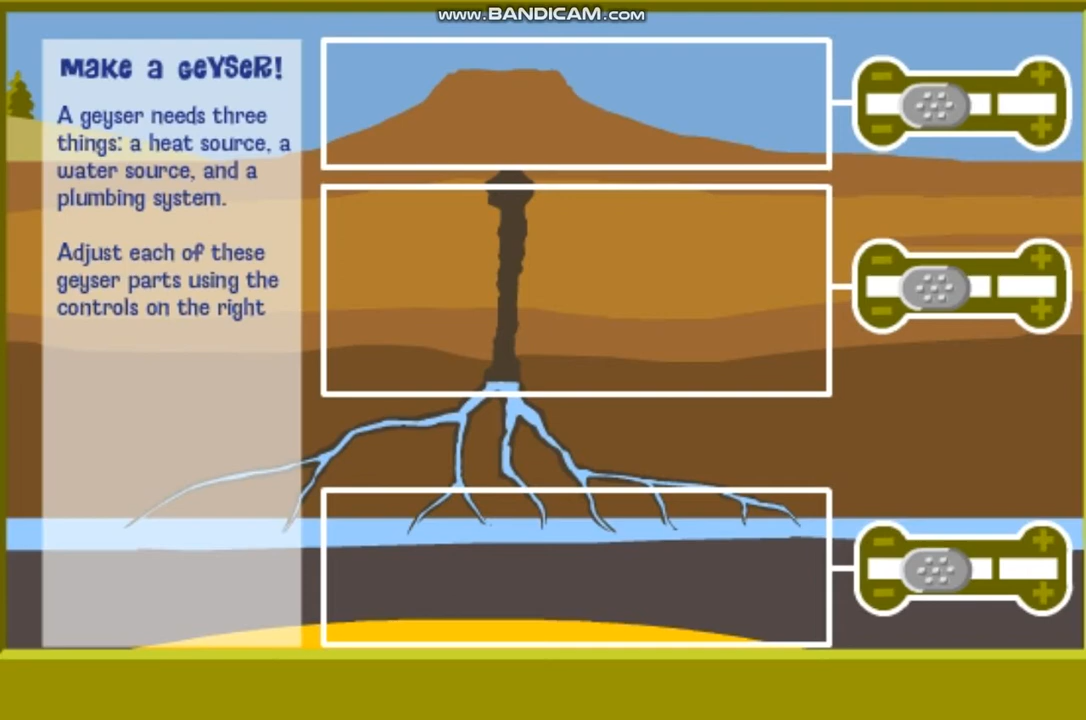 www.BANDICAM.com
Make a Geyser!
A geyser needs three
things: a heat source, a
water source, and a
plumbing system.
Adjust each of these
geyser parts using the
controls on the right